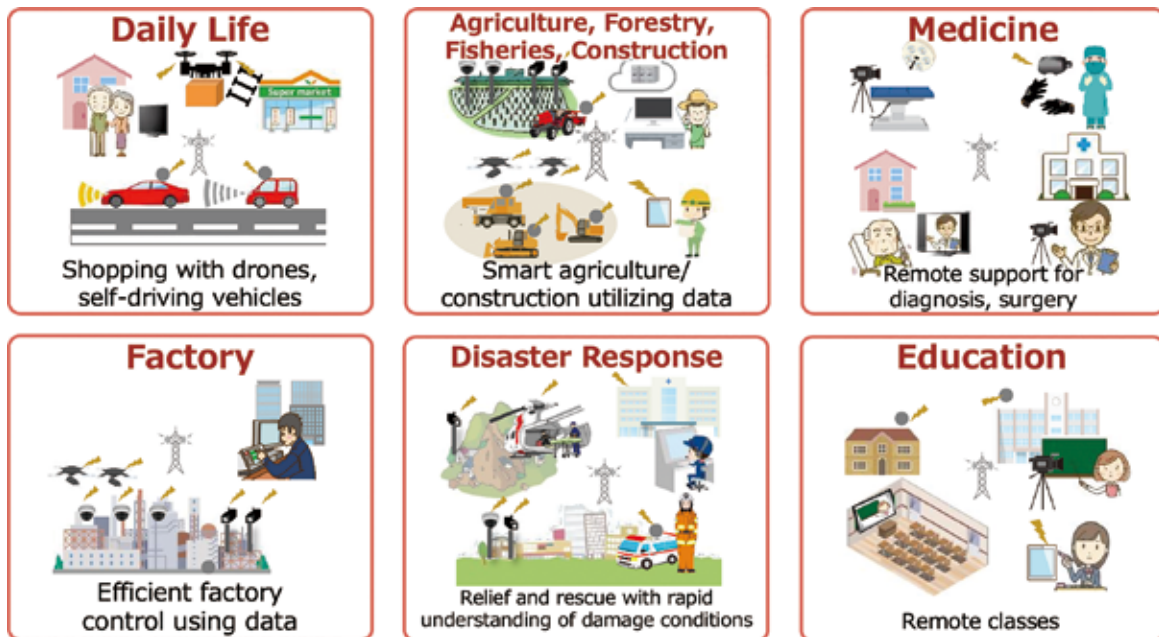 Daily Life
Super market
Shopping with drones,
self-driving vehicles
Agriculture, Forestry,
Fisheries, Construction
Smart agriculture/
construction utilizing data
Medicine
Remote support for
diagnosis, surgery
Factory
Efficient factory
control using data
Disaster Response
Relief and rescue with rapid
understanding of damage conditions
Education
Remote classes